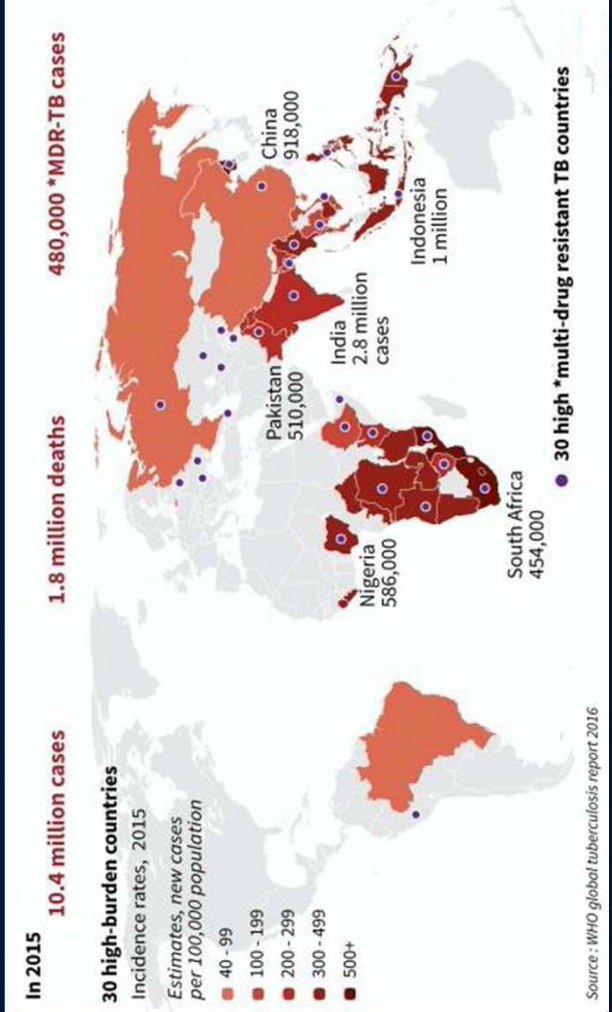 In 2015
10.4 million cases
1.8 million deaths
480,000 *MDR-TB cases
30 high-burden countries
Incidence rates, 2015
Estimates, new cases
per 100,000 population
40 - 99
100 - 199
200 - 299
300 - 499
500+
Nigeria
586,000
South Africa
454,000
Pakistan
510,000
India
2.8 million
cases
China
918,000
Indonesia
1 million
30 high *multi-drug resistant TB countries
Source : WHO global tuberculosis report 2016